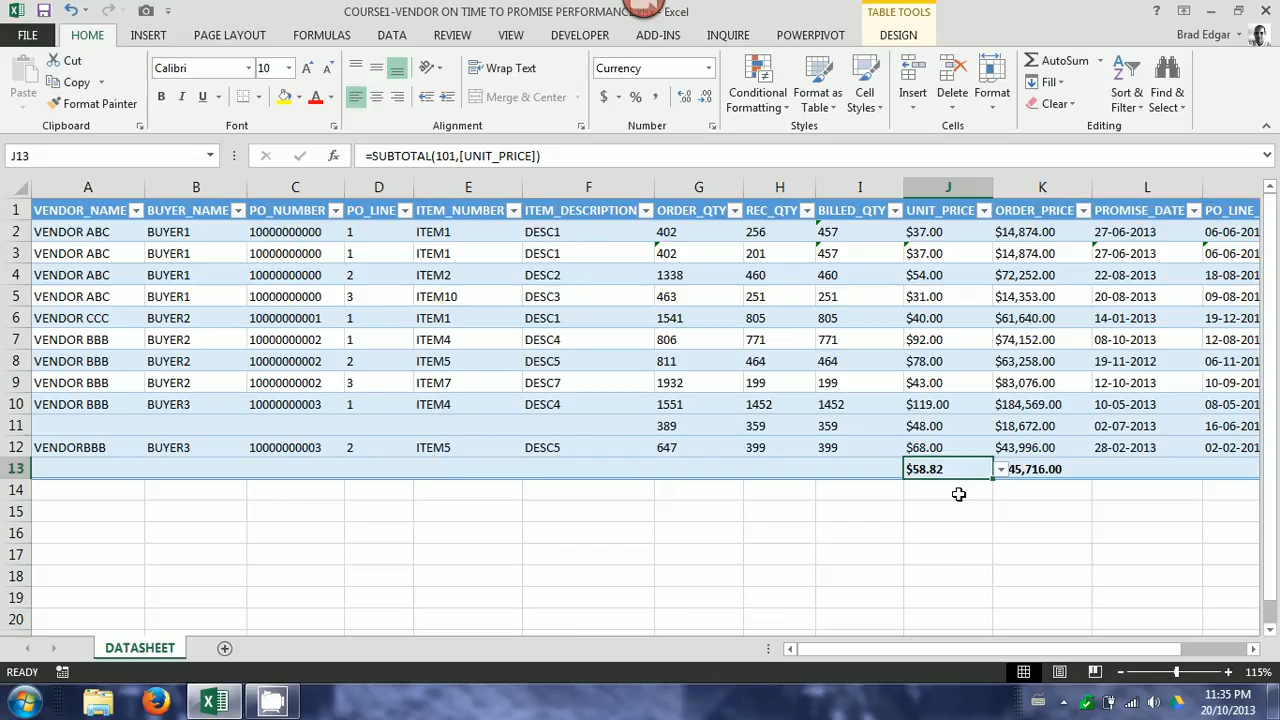 COURSE1-VENDOR ON TIME TO PROMISE PERFORMANCE - Excel
TABLE TOOLS
FILE HOME INSERT PAGE LAYOUT FORMULAS DATA REVIEW VIEW DEVELOPER ADD-INS INQUIRE POWERPIVOT DESIGN Brad Edgar
Paste
Cut
Copy
Format Painter
Clipboard
Calibri 10
B I U
Font
Wrap Text
Merge & Center
Alignment
Currency
$ % ,
Number
Conditional Formatting
Format as Table
Cell Styles
Styles
Insert
Delete
Format
Cells
AutoSum
Fill
Clear
Sort & Filter
Find & Select
Editing
J13 fx =SUBTOTAL(101,[UNIT_PRICE])
A B C D E F G H I J K L
1 VENDOR_NAME BUYER_NAME PO_NUMBER PO_LINE ITEM_NUMBER ITEM_DESCRIPTION ORDER_QTY REC_QTY BILLED_QTY UNIT_PRICE ORDER_PRICE PROMISE_DATE PO_LINE_
2 VENDOR ABC BUYER1 10000000000 1 ITEM1 DESC1 402 256 457 $37.00 $14,874.00 27-06-2013 06-06-201
3 VENDOR ABC BUYER1 10000000000 1 ITEM1 DESC1 402 201 457 $37.00 $14,874.00 27-06-2013 06-06-201
4 VENDOR ABC BUYER1 10000000000 2 ITEM2 DESC2 1338 460 460 $54.00 $72,252.00 22-08-2013 18-08-201
5 VENDOR ABC BUYER1 10000000000 3 ITEM10 DESC3 463 251 251 $31.00 $14,353.00 20-08-2013 09-08-201
6 VENDOR CCC BUYER2 10000000001 1 ITEM1 DESC1 1541 805 805 $40.00 $61,640.00 14-01-2013 19-12-201
7 VENDOR BBB BUYER2 10000000002 1 ITEM4 DESC4 806 771 771 $92.00 $74,152.00 08-10-2013 12-08-201
8 VENDOR BBB BUYER2 10000000002 2 ITEM5 DESC5 811 464 464 $78.00 $63,258.00 19-11-2012 06-11-201
9 VENDOR BBB BUYER2 10000000002 3 ITEM7 DESC7 1932 199 199 $43.00 $83,076.00 12-10-2013 10-09-201
10 VENDOR BBB BUYER3 10000000003 1 ITEM4 DESC4 1551 1452 1452 $119.00 $184,569.00 10-05-2013 08-05-201
11 389 359 359 $48.00 $18,672.00 02-07-2013 16-06-201
12 VENDORBBB BUYER3 10000000003 2 ITEM5 DESC5 647 399 399 $68.00 $43,996.00 28-02-2013 02-02-201
13 $58.82 45,716.00
14
15
16
17
18
19
20
DATASHEET
READY 115%
11:35 PM
20/10/2013